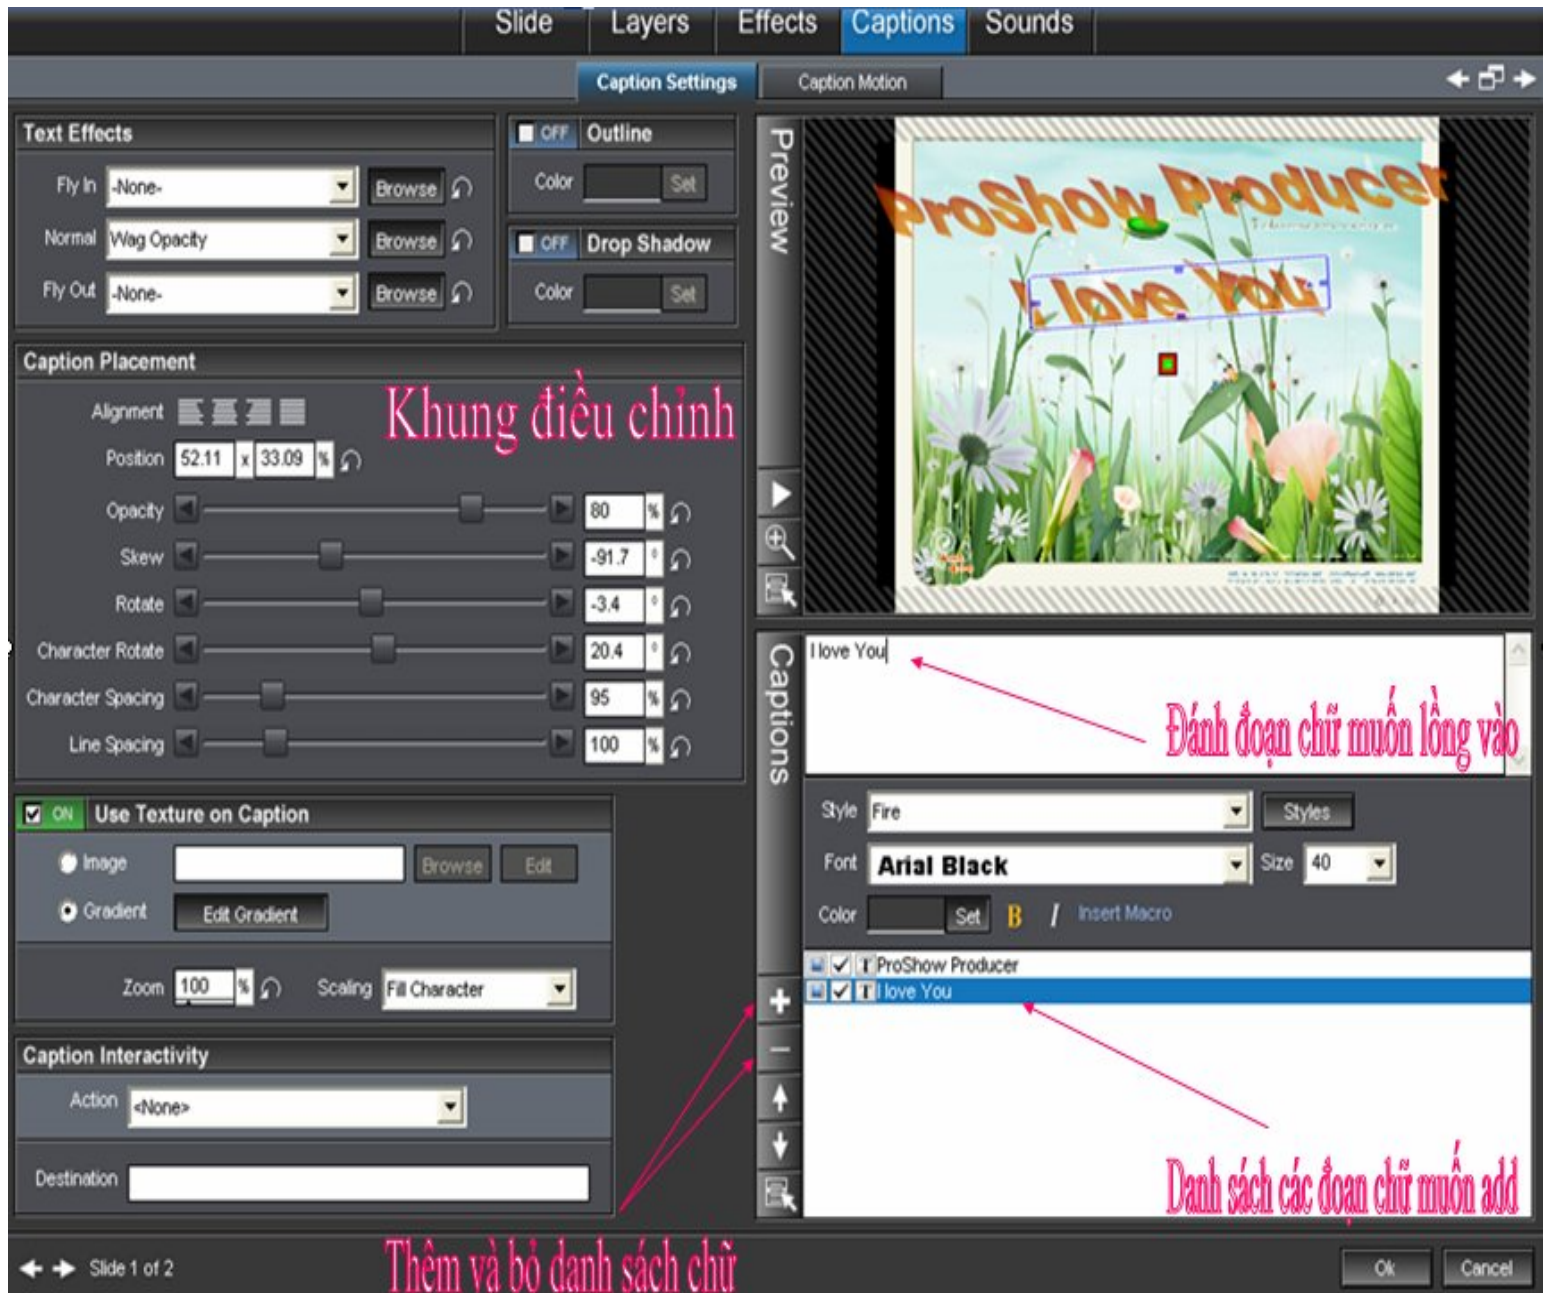 Slide Layers Effects Captions Sounds
Caption Settings Caption Motion
Text Effects
Fly In -None- Browse
Normal Wag Opacity Browse
Fly Out -None- Browse
OFF Outline
Color Set
OFF Drop Shadow
Color Set
Caption Placement
Khung điều chỉnh
Alignment
Position 52.11 x 33.09 %
Opacity 80 %
Skew -91.7 °
Rotate -3.4 °
Character Rotate 20.4 °
Character Spacing 95 %
Line Spacing 100 %
ON Use Texture on Caption
Image Browse Edit
Gradient Edit Gradient
Zoom 100 % Scaling Fill Character
Caption Interactivity
Action <None>
Destination
Thêm và bỏ danh sách chữ
Slide 1 of 2
Preview
ProShow Producer
I love You
Captions
I love You
Đánh đoạn chữ muốn lồng vào
Style Fire Styles
Font Arial Black Size 40
Color Set B I Insert Macro
T ProShow Producer
T I love You
Danh sách các đoạn chữ muốn add
Ok Cancel